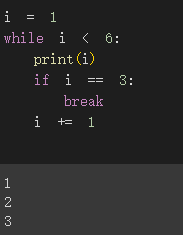 i = 1
while i < 6:
    print(i)
    if i == 3:
        break
    i += 1
1
2
3